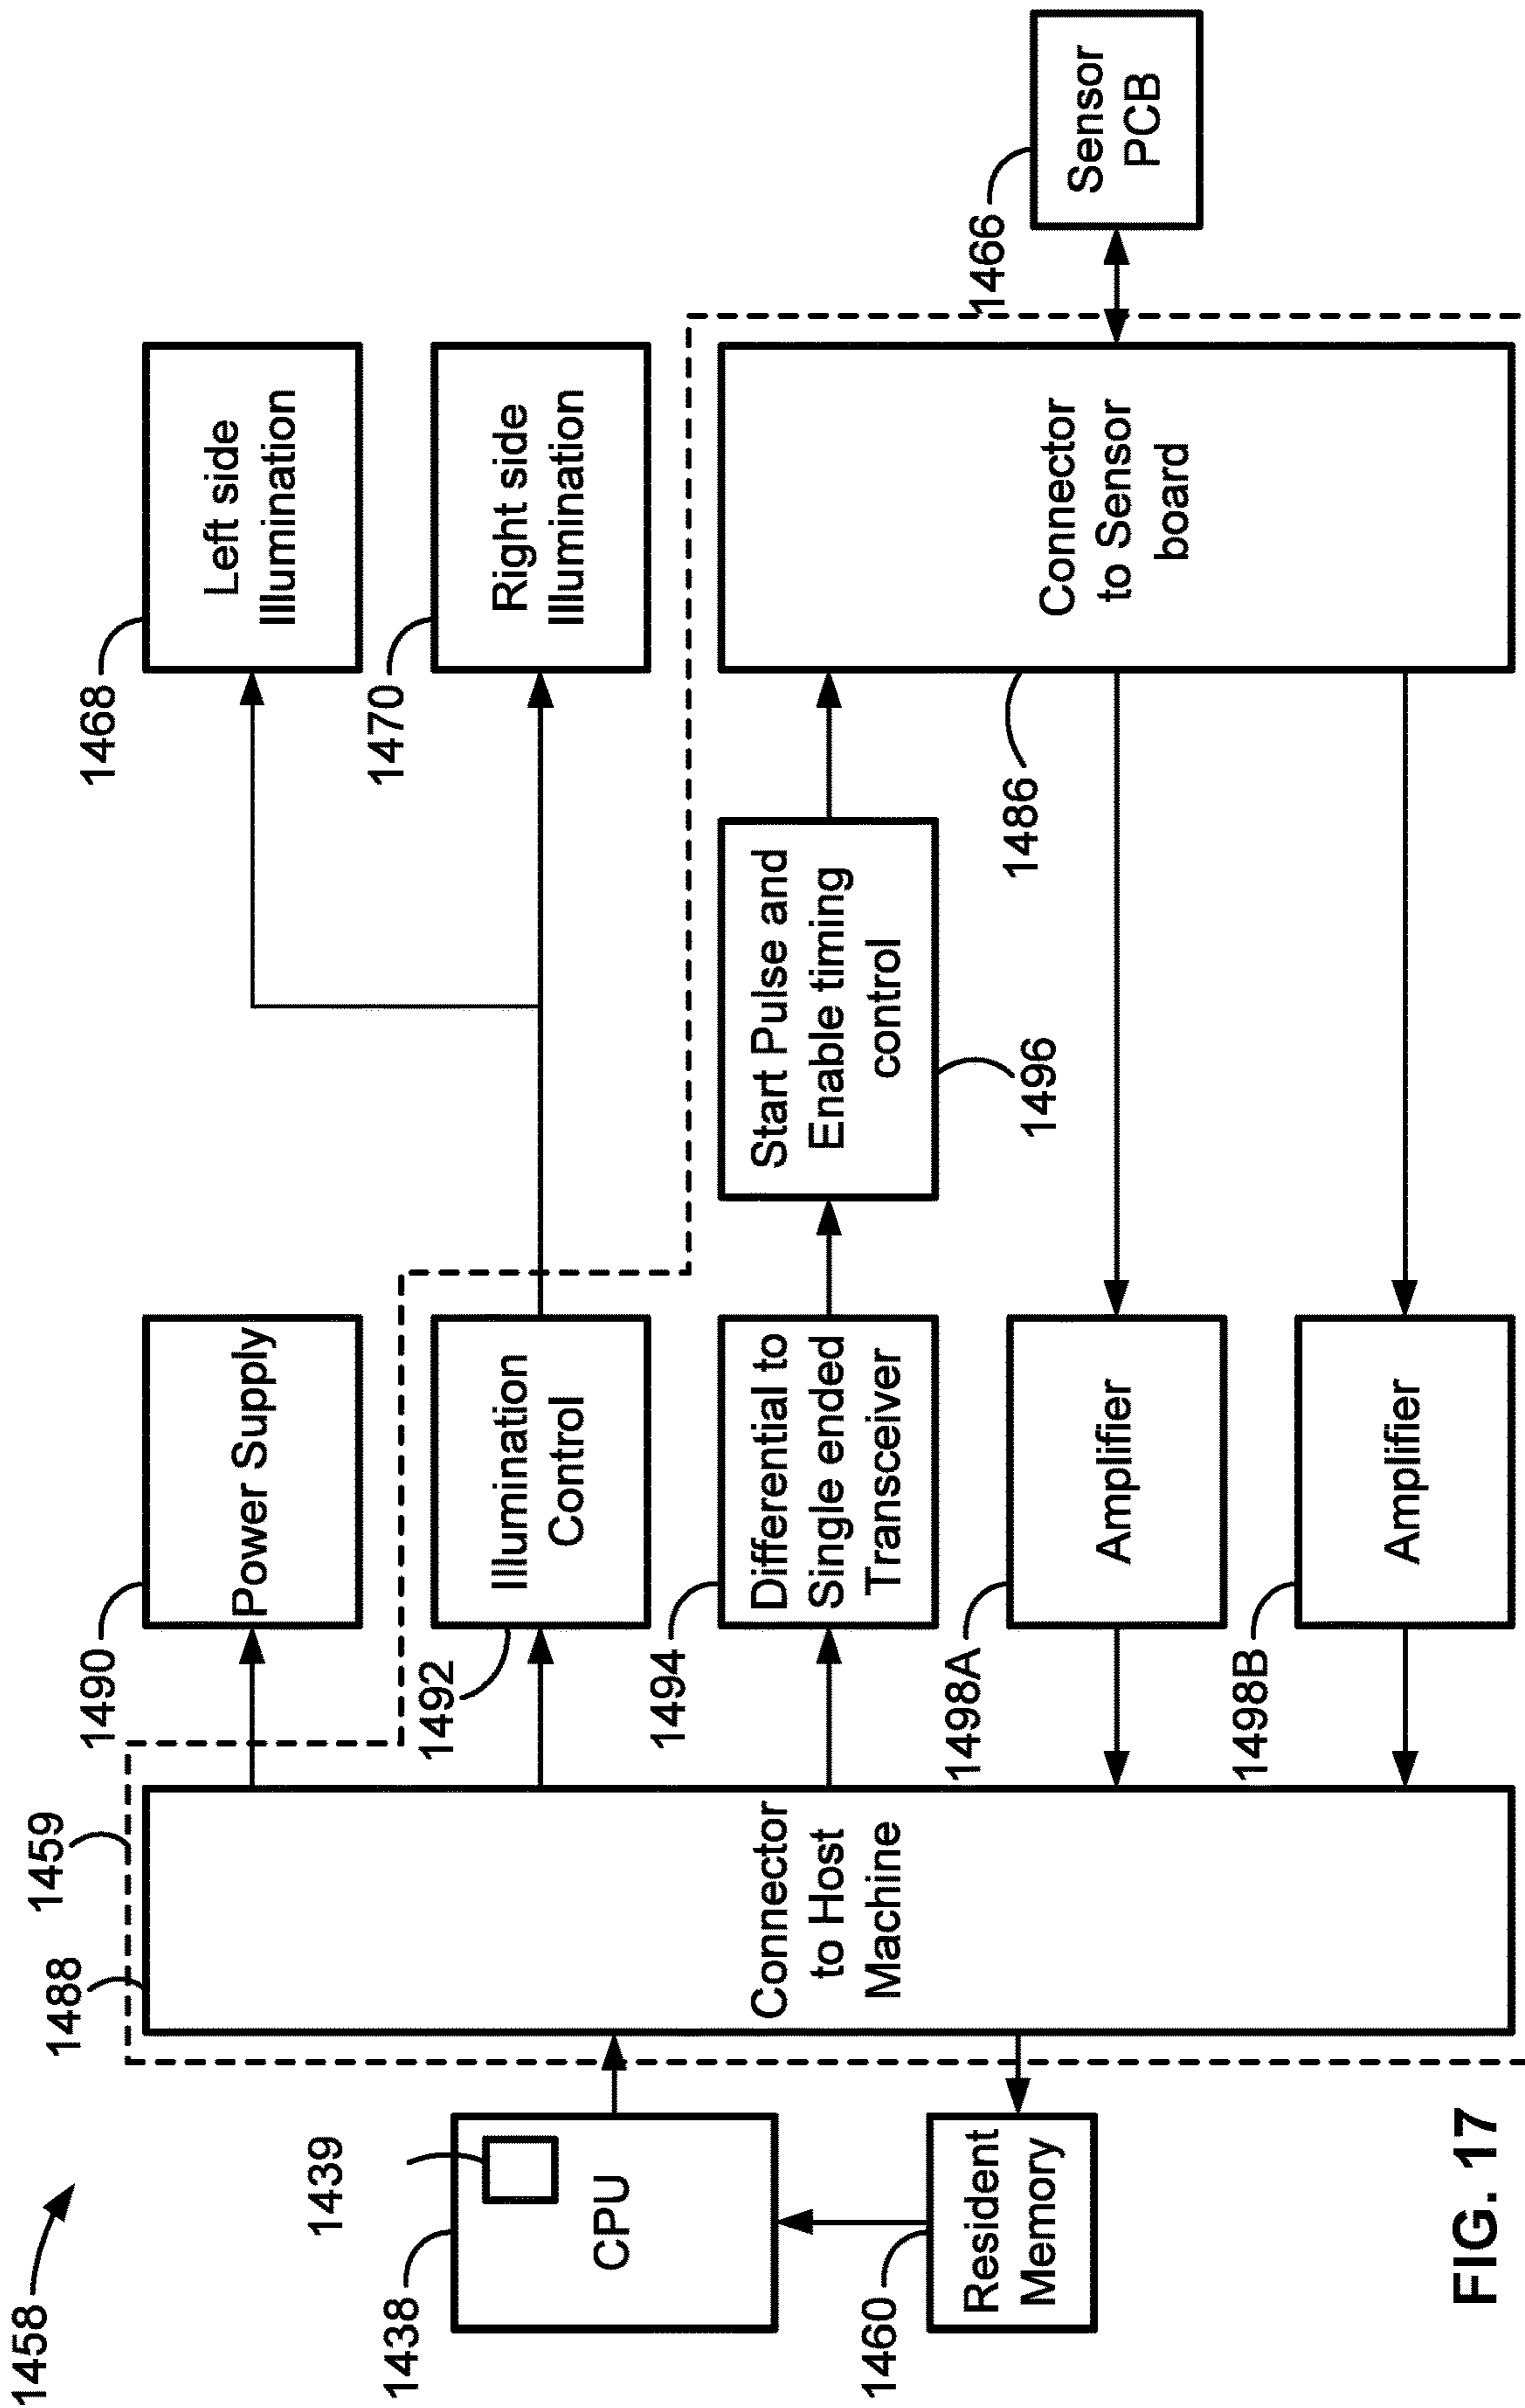 1458
1488
1459
1490
Power Supply
1468
Left side
Illumination
1439
1438
CPU
1492
Illumination
Control
1470
Right side
Illumination
Connector
to Host
Machine
1494
Differential to
Single ended
Transceiver
Start Pulse and
Enable timing
control
1496
1486
Connector
to Sensor
board
1466
Sensor
PCB
1460
Resident
Memory
1498A
Amplifier
1498B
Amplifier
FIG. 17